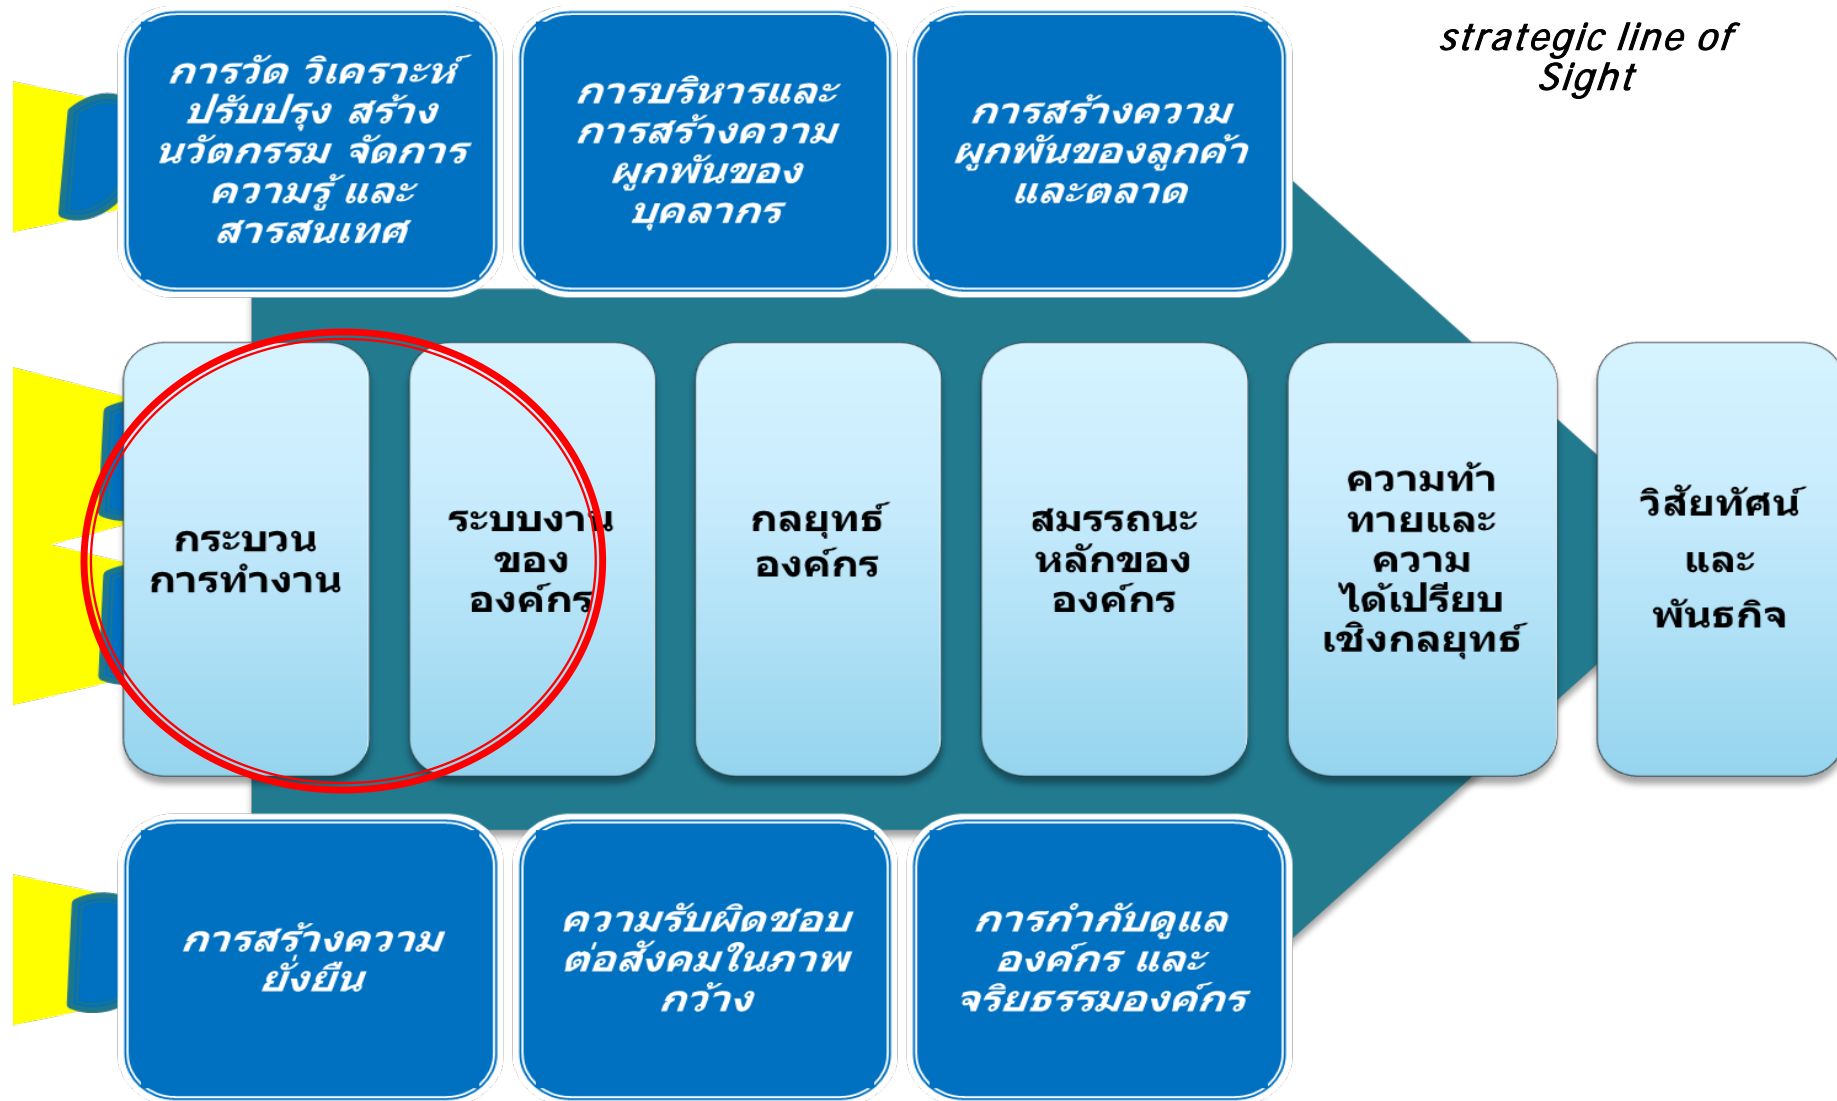 strategic line of
Sight
การวัด วิเคราะห์
ปรับปรุง สร้าง
นวัตกรรม จัดการ
ความรู้ และ
สารสนเทศ
การบริหารและ
การสร้างความ
ผูกพันของ
บุคลากร
การสร้างความ
ผูกพันของลูกค้า
และตลาด
กระบวน
การทำงาน
ระบบงาน
ของ
องค์กร
กลยุทธ์
องค์กร
สมรรถนะ
หลักของ
องค์กร
ความท้า
ทายและ
ความ
ได้เปรียบ
เชิงกลยุทธ์
วิสัยทัศน์
และ
พันธกิจ
การสร้างความ
ยั่งยืน
ความรับผิดชอบ
ต่อสังคมในภาพ
กว้าง
การกำกับดูแล
องค์กร และ
จริยธรรมองค์กร